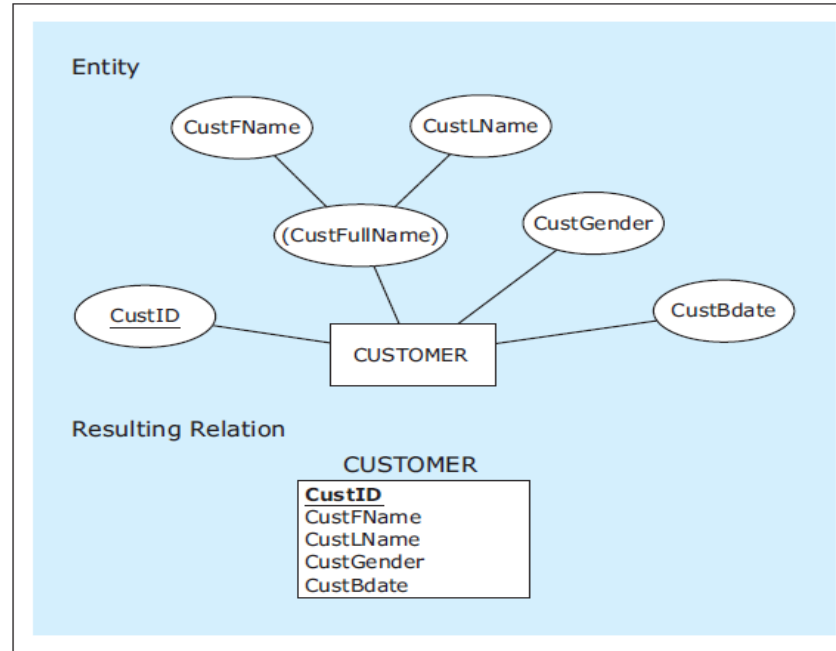 Entity
CustFName
CustLName
(CustFullName)
CustGender
CustID
CustBdate
CUSTOMER
Resulting Relation
CUSTOMER
CustID
CustFName
CustLName
CustGender
CustBdate